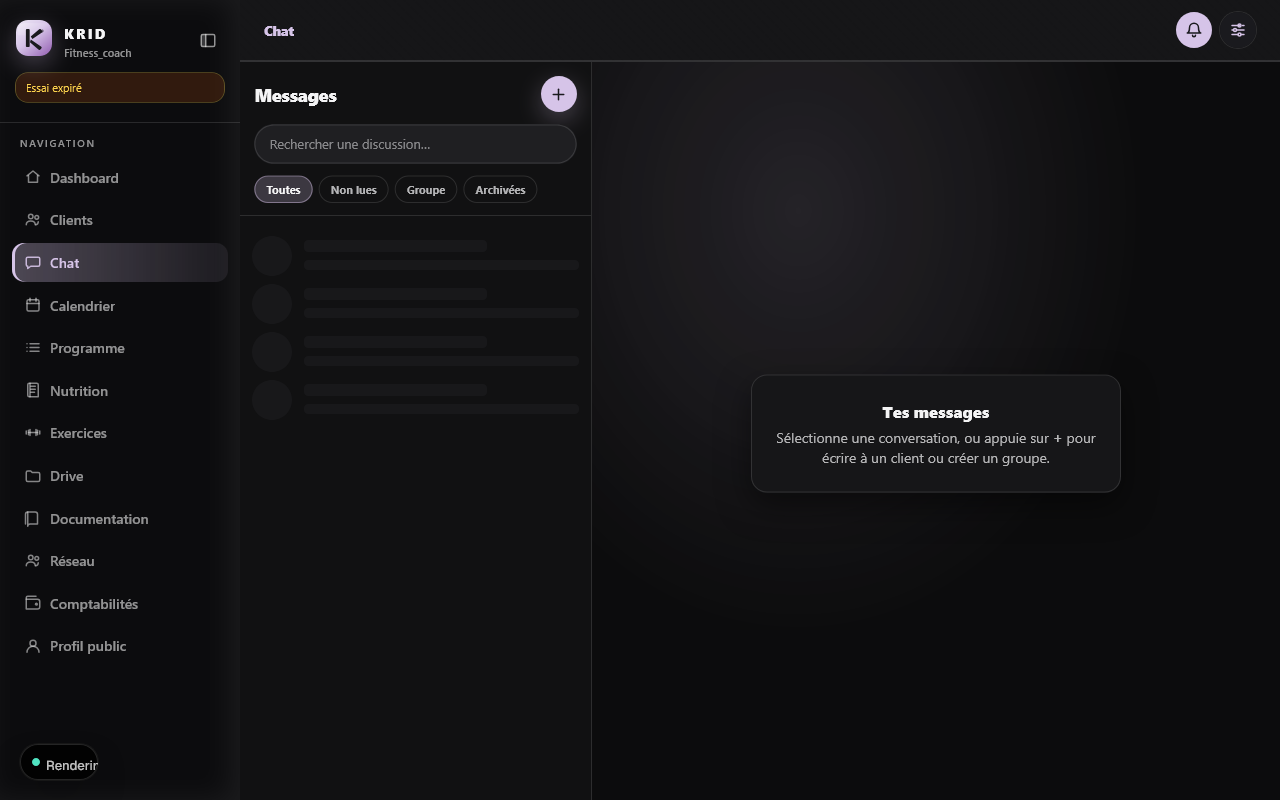 KRID
Fitness_coach
Essai expiré
NAVIGATION
Dashboard
Clients
Chat
Calendrier
Programme
Nutrition
Exercices
Drive
Documentation
Réseau
Comptabilités
Profil public
Renderin
Chat
Messages
Rechercher une discussion...
Toutes
Non lues
Groupe
Archivées
Tes messages
Sélectionne une conversation, ou appuie sur + pour
écrire à un client ou créer un groupe.